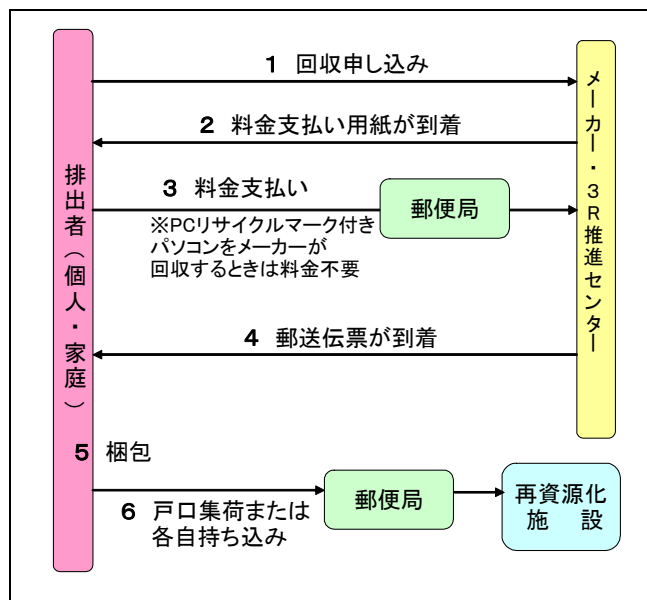 1 回収申し込み
2 料金支払い用紙が到着
3 料金支払い
※PCリサイクルマーク付き
パソコンをメーカーが
回収するときは料金不要
郵便局
4 郵送伝票が到着
5 梱包
6 戸口集荷または
各自持ち込み
郵便局
再資源化
施設
排出者(個人・家庭)
メーカー・3R推進センター